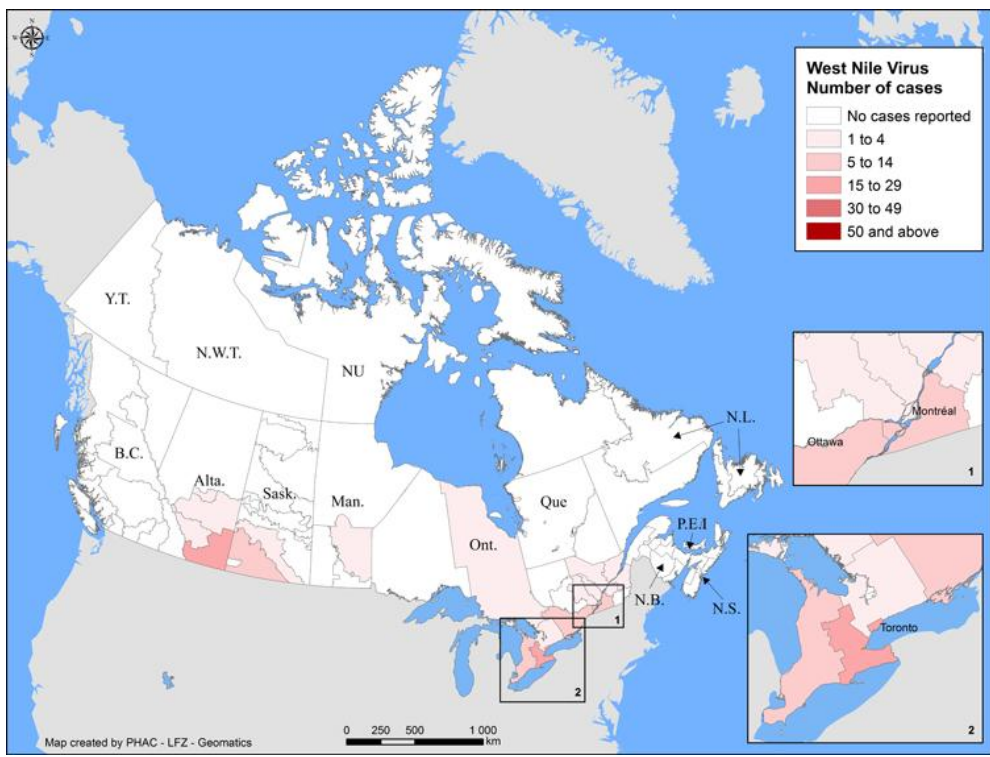 N
W
E
S
West Nile Virus
Number of cases
No cases reported
1 to 4
5 to 14
15 to 29
30 to 49
50 and above
Y.T.
N.W.T.
NU
B.C.
Alta.
Sask.
Man.
Ont.
Que
N.L.
P.E.I
N.B.
N.S.
1
2
Montréal
Ottawa
1
Toronto
2
0 250 500 1 000
km
Map created by PHAC - LFZ - Geomatics